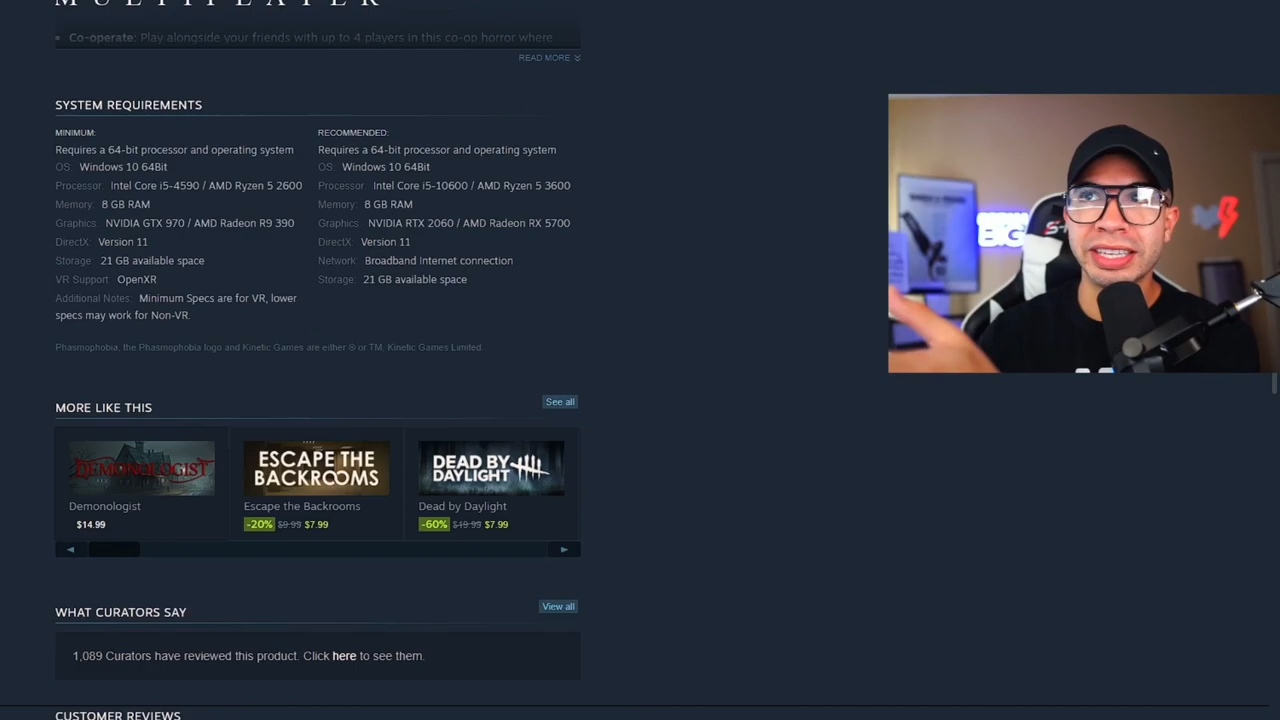 Co-operate: Play alongside your friends with up to 4 players in this co-op horror where
READ MORE
SYSTEM REQUIREMENTS
MINIMUM:
Requires a 64-bit processor and operating system
OS: Windows 10 64Bit
Processor: Intel Core i5-4590 / AMD Ryzen 5 2600
Memory: 8 GB RAM
Graphics: NVIDIA GTX 970 / AMD Radeon R9 390
DirectX: Version 11
Storage: 21 GB available space
VR Support: OpenXR
Additional Notes: Minimum Specs are for VR, lower
specs may work for Non-VR.
RECOMMENDED:
Requires a 64-bit processor and operating system
OS: Windows 10 64Bit
Processor: Intel Core i5-10600 / AMD Ryzen 5 3600
Memory: 8 GB RAM
Graphics: NVIDIA RTX 2060 / AMD Radeon RX 5700
DirectX: Version 11
Network: Broadband Internet connection
Storage: 21 GB available space
Phasmophobia, the Phasmophobia logo and Kinetic Games are either ® or TM, Kinetic Games Limited.
MORE LIKE THIS
See all
DEMONOLOGIST
Demonologist
$14.99
ESCAPE THE
BACKROOMS
Escape the Backrooms
-20% $9.99 $7.99
DEAD BY
DAYLIGHT
Dead by Daylight
-60% $19.99 $7.99
WHAT CURATORS SAY
View all
1,089 Curators have reviewed this product. Click here to see them.
CUSTOMER REVIEWS